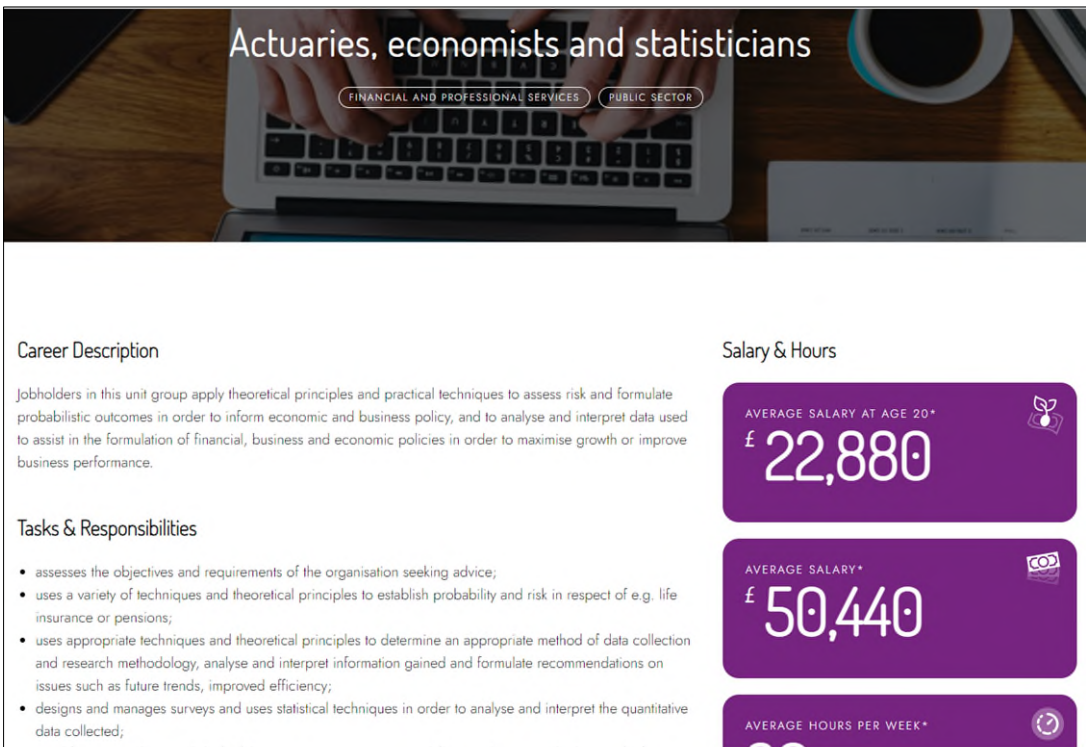 Actuaries, economists and statisticians
FINANCIAL AND PROFESSIONAL SERVICES
PUBLIC SECTOR
Career Description
Jobholders in this unit group apply theoretical principles and practical techniques to assess risk and formulate
probabilistic outcomes in order to inform economic and business policy, and to analyse and interpret data used
to assist in the formulation of financial, business and economic policies in order to maximise growth or improve
business performance.
Tasks & Responsibilities
• assesses the objectives and requirements of the organisation seeking advice;
• uses a variety of techniques and theoretical principles to establish probability and risk in respect of e.g. life
insurance or pensions;
• uses appropriate techniques and theoretical principles to determine an appropriate method of data collection
and research methodology, analyse and interpret information gained and formulate recommendations on
issues such as future trends, improved efficiency;
• designs and manages surveys and uses statistical techniques in order to analyse and interpret the quantitative
data collected;
Salary & Hours
AVERAGE SALARY AT AGE 20*
£ 22,880
AVERAGE SALARY*
£ 50,440
AVERAGE HOURS PER WEEK*